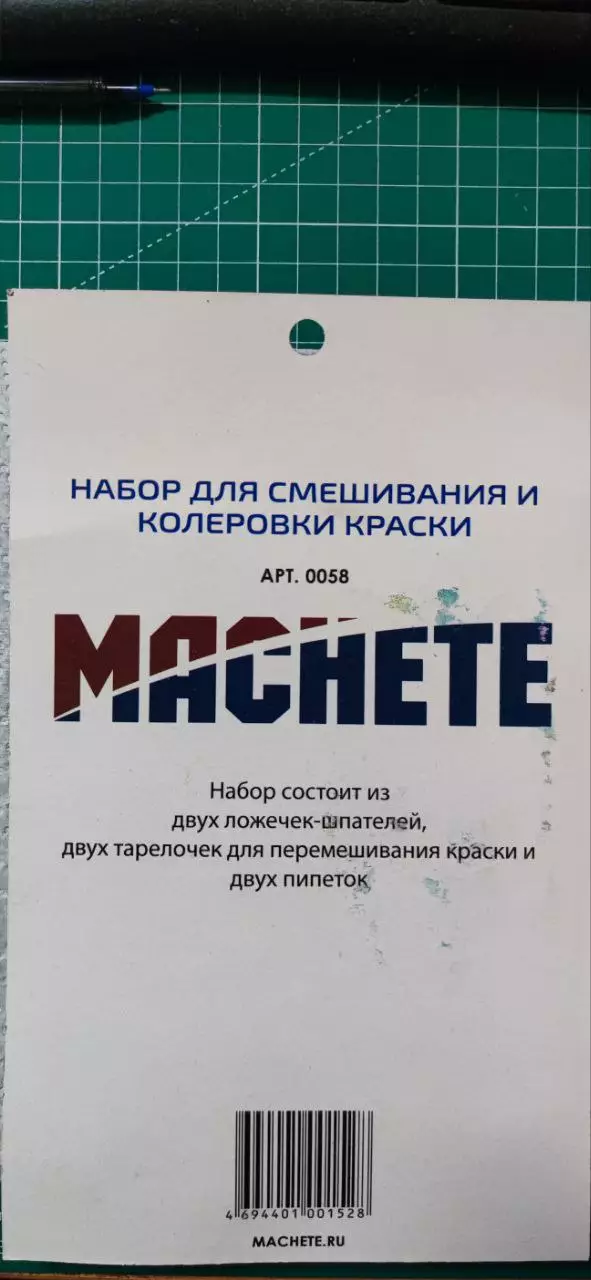 НАБОР ДЛЯ СМЕШИВАНИЯ И
КОЛЕРОВКИ КРАСКИ
АРТ. 0058
MACHETE
Набор состоит из
двух ложечек-шпателей,
двух тарелочек для перемешивания краски и
двух пипеток
4 694401 001528
MACHETE.RU